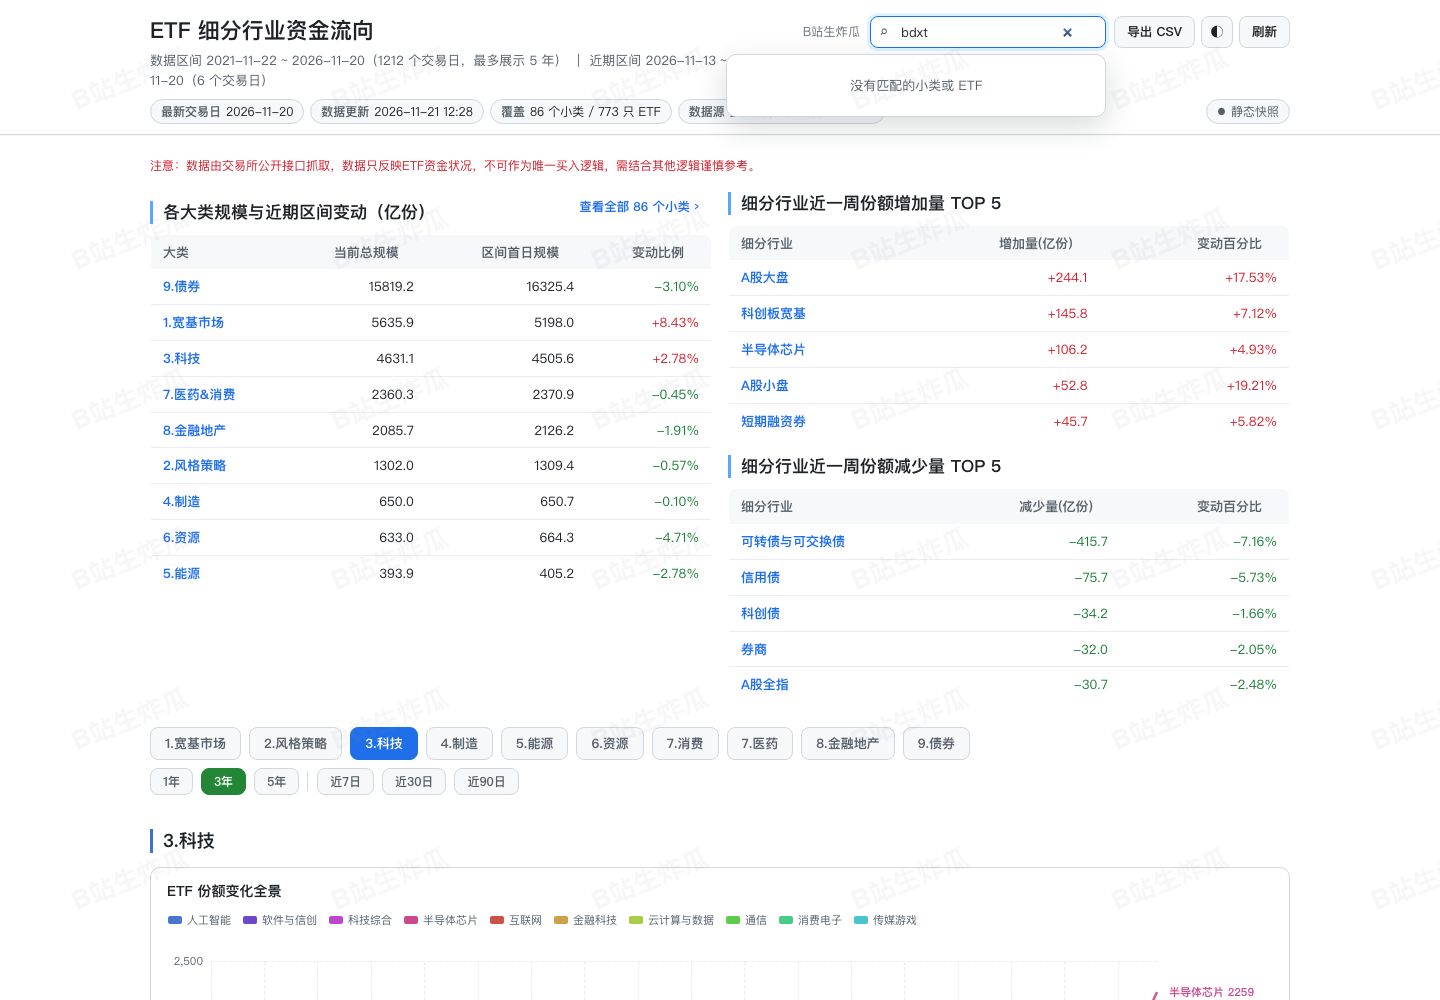 ETF 细分行业资金流向
B站生炸瓜
bdxt
导出 CSV
刷新
数据区间 2021-11-22 ~ 2026-11-20（1212 个交易日，最多展示 5 年） | 近期区间 2026-11-13 ~
11-20（6 个交易日）
没有匹配的小类或 ETF
最新交易日 2026-11-20
数据更新 2026-11-21 12:28
覆盖 86 个小类 / 773 只 ETF
数据源
静态快照
注意：数据由交易所公开接口抓取，数据只反映ETF资金状况，不可作为唯一买入逻辑，需结合其他逻辑谨慎参考。
各大类规模与近期区间变动（亿份）
查看全部 86 个小类 ›
大类 当前总规模 区间首日规模 变动比例
9.债券 15819.2 16325.4 -3.10%
1.宽基市场 5635.9 5198.0 +8.43%
3.科技 4631.1 4505.6 +2.78%
7.医药&消费 2360.3 2370.9 -0.45%
8.金融地产 2085.7 2126.2 -1.91%
2.风格策略 1302.0 1309.4 -0.57%
4.制造 650.0 650.7 -0.10%
6.资源 633.0 664.3 -4.71%
5.能源 393.9 405.2 -2.78%
细分行业近一周份额增加量 TOP 5
细分行业 增加量(亿份) 变动百分比
A股大盘 +244.1 +17.53%
科创板宽基 +145.8 +7.12%
半导体芯片 +106.2 +4.93%
A股小盘 +52.8 +19.21%
短期融资券 +45.7 +5.82%
细分行业近一周份额减少量 TOP 5
细分行业 减少量(亿份) 变动百分比
可转债与可交换债 -415.7 -7.16%
信用债 -75.7 -5.73%
科创债 -34.2 -1.66%
券商 -32.0 -2.05%
A股全指 -30.7 -2.48%
1.宽基市场 2.风格策略 3.科技 4.制造 5.能源 6.资源 7.消费 7.医药 8.金融地产 9.债券
1年 3年 5年 近7日 近30日 近90日
3.科技
ETF 份额变化全景
人工智能 软件与信创 科技综合 半导体芯片 互联网 金融科技 云计算与数据 通信 消费电子 传媒游戏
2,500
半导体芯片 2259